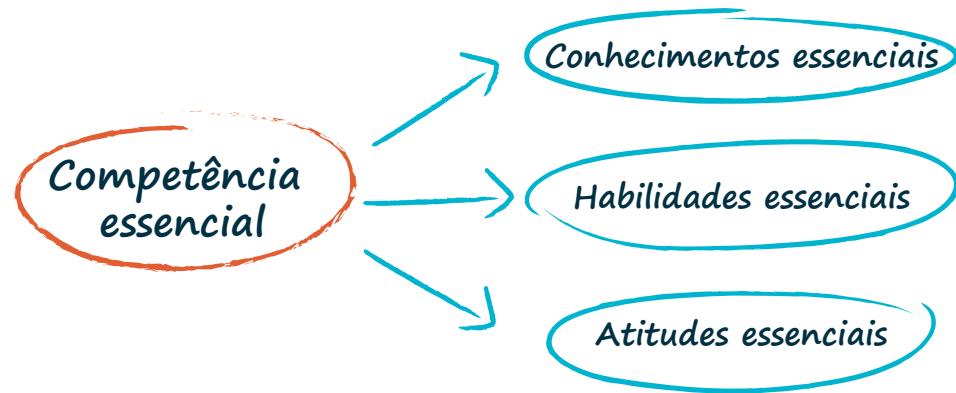 Competência
essencial
Conhecimentos essenciais
Habilidades essenciais
Atitudes essenciais